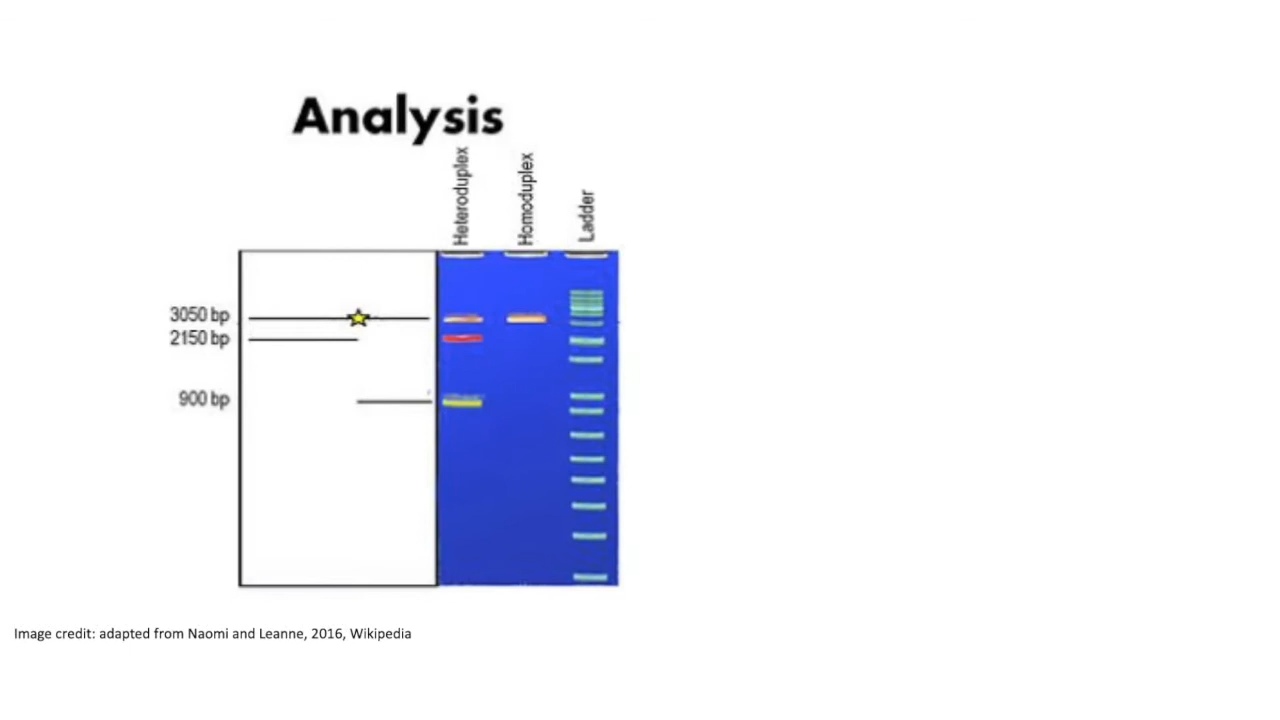 Analysis
Heteroduplex
Homoduplex
Ladder
3050 bp
2150 bp
900 bp
Image credit: adapted from Naomi and Leanne, 2016, Wikipedia